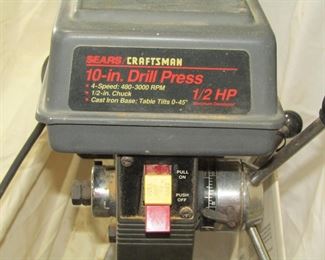 SEARS / CRAFTSMAN
10-in. Drill Press
• 4-Speed: 480-3000 RPM
• 1/2-in. Chuck
• Cast Iron Base: Table Tilts 0-45°
1/2 HP
PULL
ON
PUSH
OFF